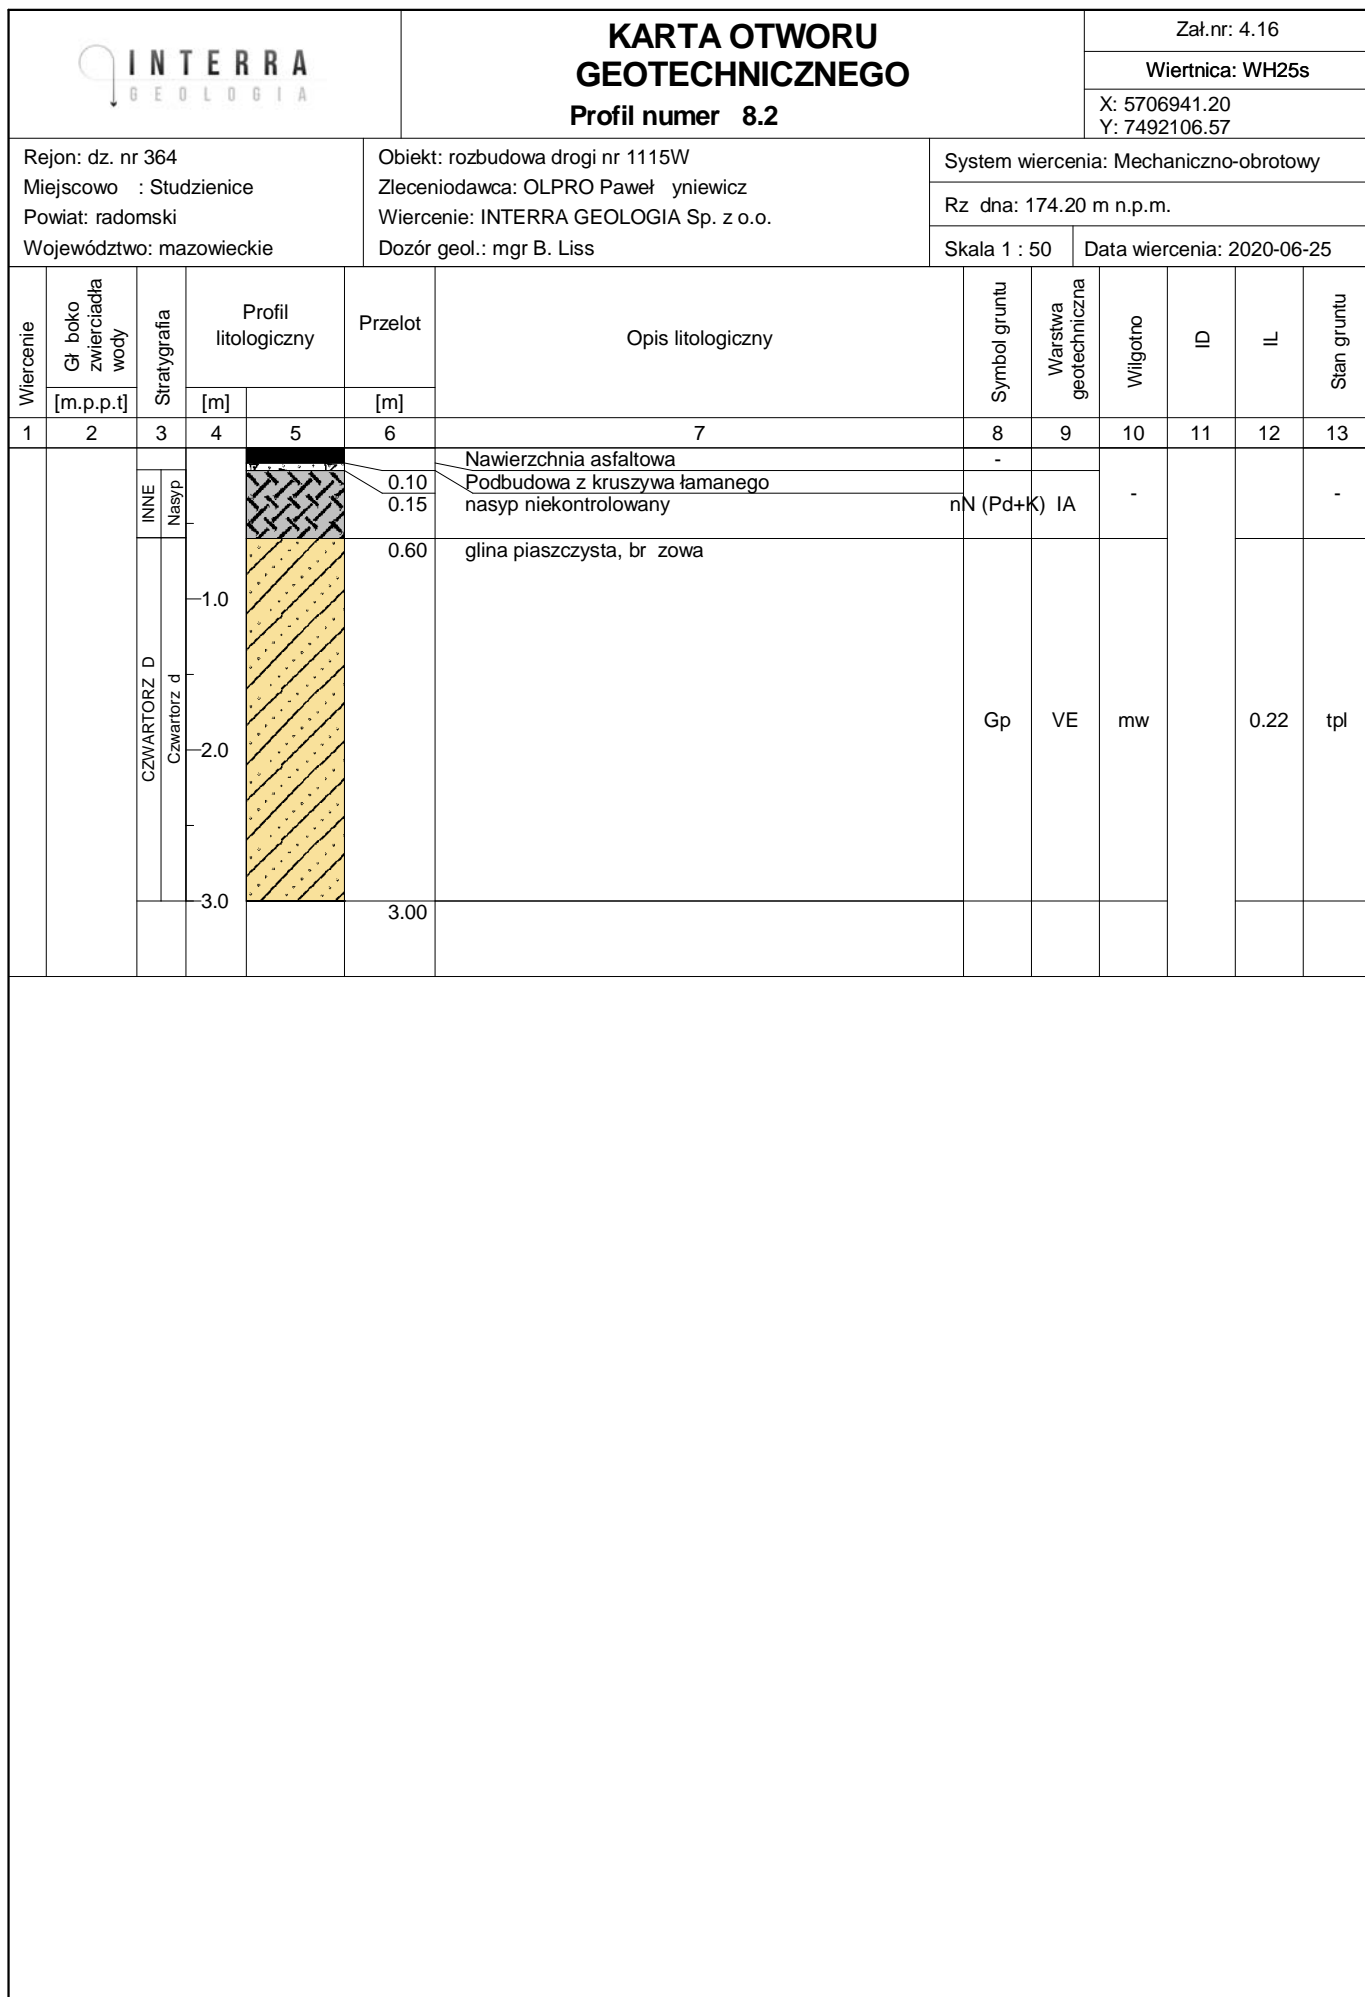 INTERRA
GEOLOGIA
KARTA OTWORU
GEOTECHNICZNEGO
Profil numer 8.2
Zał.nr: 4.16
Wiertnica: WH25s
X: 5706941.20
Y: 7492106.57
Rejon: dz. nr 364
Miejscowo : Studzienice
Powiat: radomski
Województwo: mazowieckie
Obiekt: rozbudowa drogi nr 1115W
Zleceniodawca: OLPRO Paweł yniewicz
Wiercenie: INTERRA GEOLOGIA Sp. z o.o.
Dozór geol.: mgr B. Liss
System wiercenia: Mechaniczno-obrotowy
Rz dna: 174.20 m n.p.m.
Skala 1 : 50
Data wiercenia: 2020-06-25
Wiercenie
Gł boko
zwierciadła
wody
[m.p.p.t]
Stratygrafia
Profil
litologiczny
[m]
Przelot
[m]
Opis litologiczny
Symbol gruntu
Warstwa
geotechniczna
Wilgotno
ID
IL
Stan gruntu
1 2 3 4 5 6 7 8 9 10 11 12 13
Nawierzchnia asfaltowa -
0.10 Podbudowa z kruszywa łamanego
INNE
Nasyp
0.15 nasyp niekontrolowany nN (Pd+K) IA - -
0.60 glina piaszczysta, br zowa
1.0
CZWARTORZ D
Czwartorz d
Gp VE mw 0.22 tpl
2.0
3.0
3.00